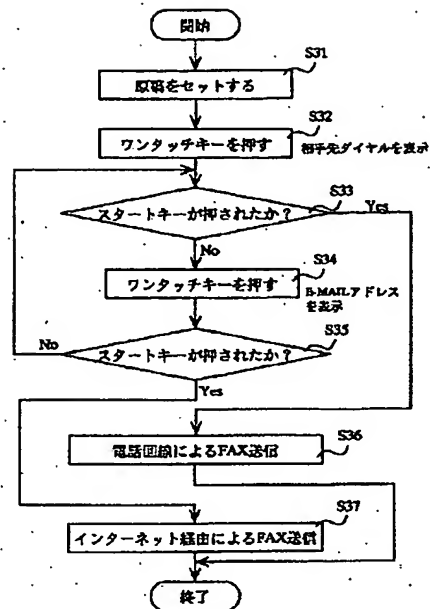 開始
S31
原稿をセットする
S32
ワンタッチキーを押す
相手先ダイヤルを表示
S33
スタートキーが押されたか?
Yes
No
S34
ワンタッチキーを押す
E-MAILアドレス
を表示
S35
No
スタートキーが押されたか?
Yes
S36
電話回線によるFAX送信
S37
インターネット経由によるFAX送信
終了